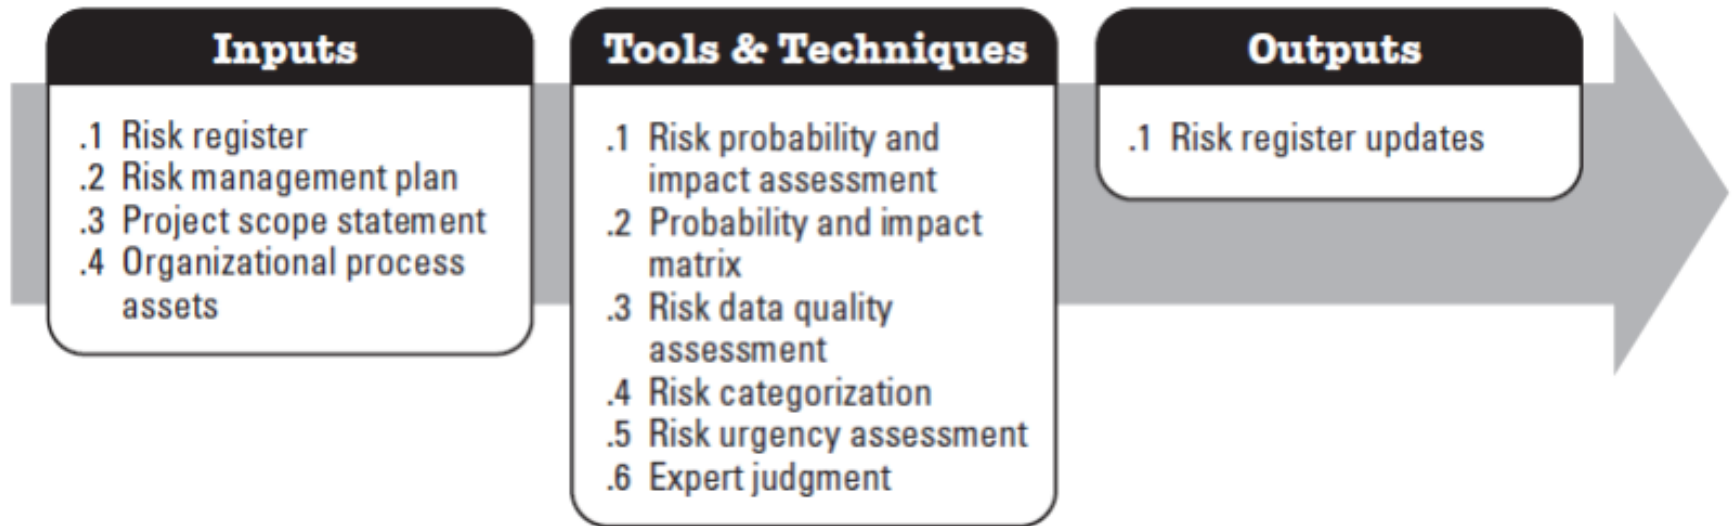 Inputs
.1 Risk register
.2 Risk management plan
.3 Project scope statement
.4 Organizational process
assets
Tools & Techniques
.1 Risk probability and
impact assessment
.2 Probability and impact
matrix
.3 Risk data quality
assessment
.4 Risk categorization
.5 Risk urgency assessment
.6 Expert judgment
Outputs
.1 Risk register updates